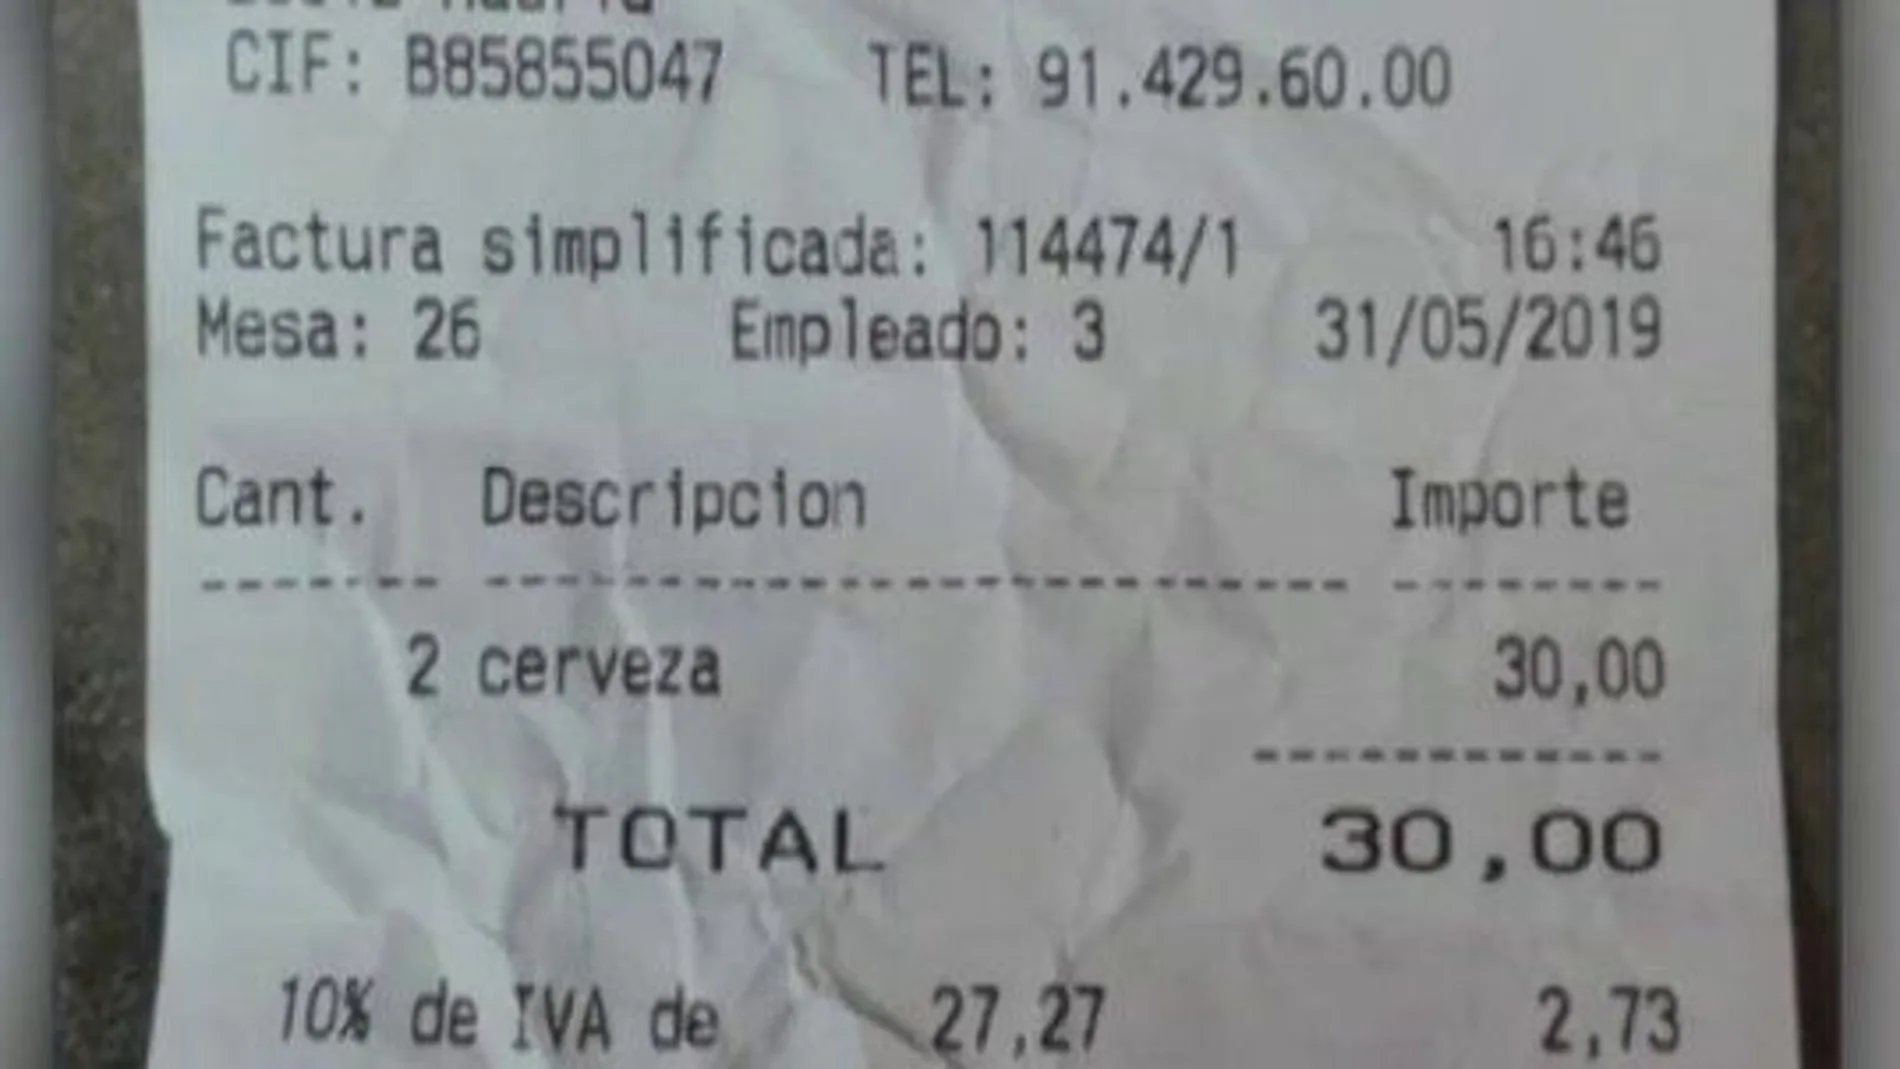 CIF: B85855047 TEL: 91.429.60.00
Factura simplificada: 114474/1 16:46
Mesa: 26 Empleado: 3 31/05/2019
Cant. Descripcion Importe
------- ------------------------- --------
2 cerveza 30,00
------------
TOTAL 30,00
10% de IVA de 27,27 2,73